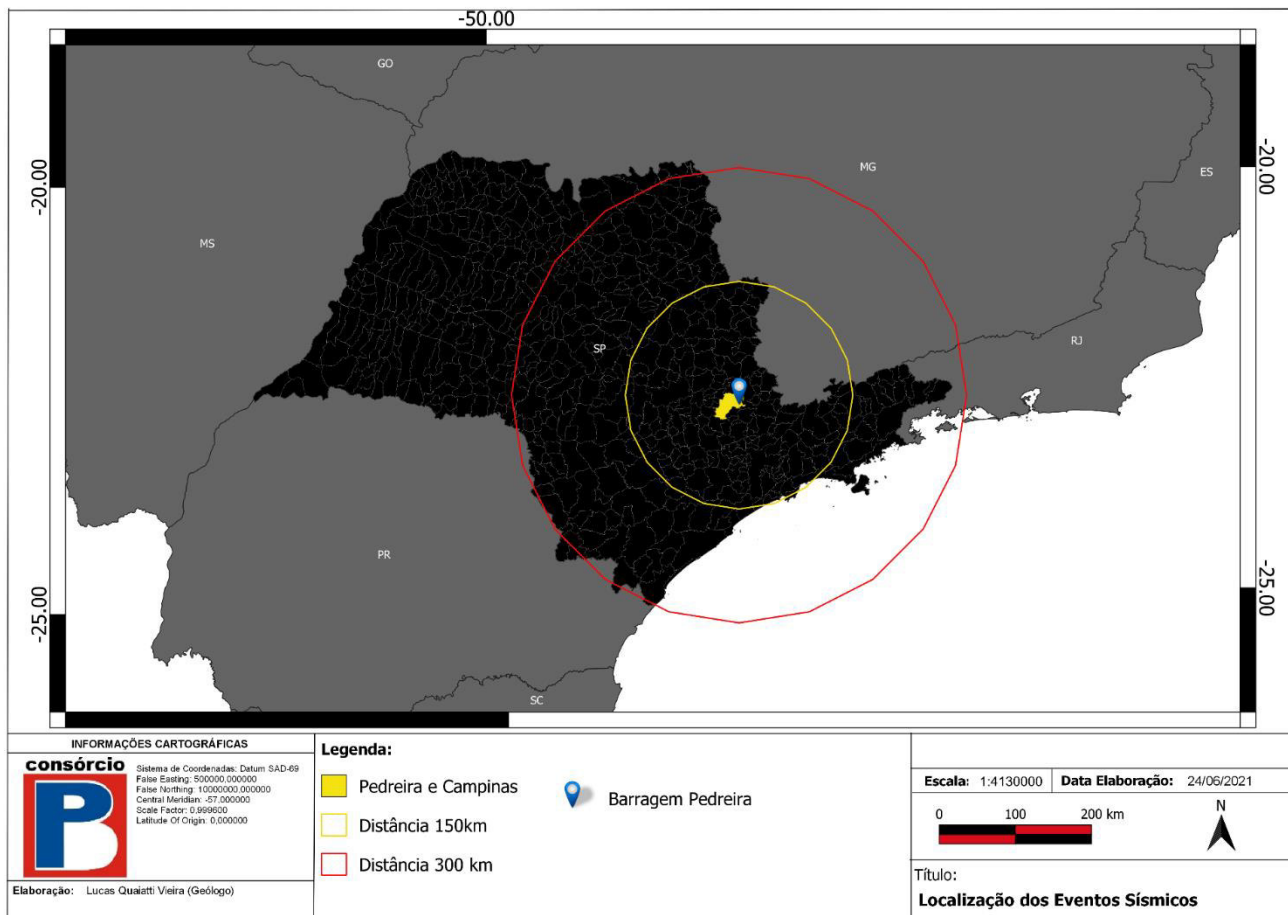 -50.00
GO
-20.00
-20.00
MG
ES
MS
RJ
SP
PR
-25.00
-25.00
SC
INFORMAÇÕES CARTOGRÁFICAS
consórcio
PB
Sistema de Coordenadas: Datum SAD-69
False Easting: 500000,000000
False Northing: 10000000,000000
Central Meridian: -57,000000
Scale Factor: 0,999600
Latitude Of Origin: 0,000000
Elaboração: Lucas Quaiatti Vieira (Geólogo)
Legenda:
Pedreira e Campinas
Barragem Pedreira
Distância 150km
Distância 300 km
Escala: 1:4130000 Data Elaboração: 24/06/2021
0 100 200 km
N
Título:
Localização dos Eventos Sísmicos